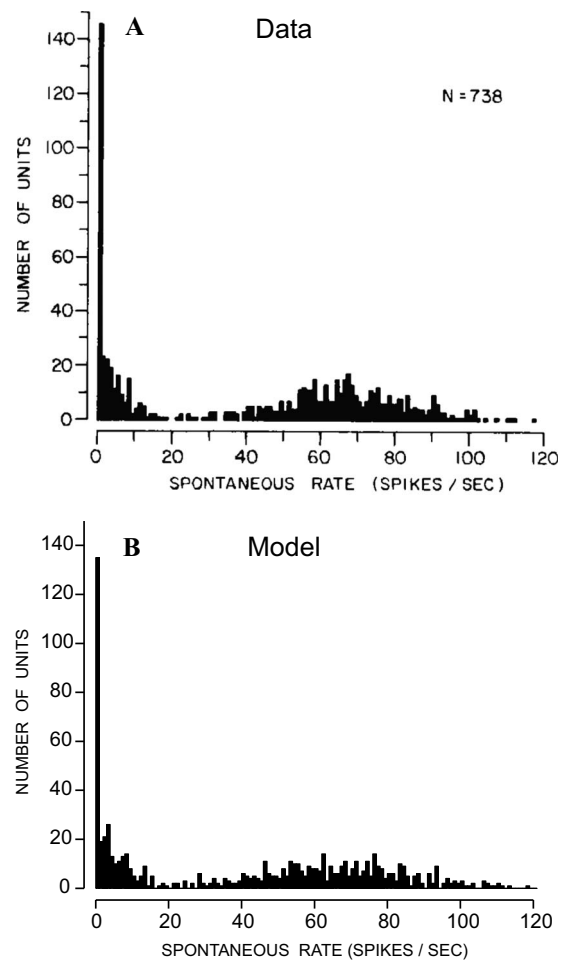 A
Data
N = 738
NUMBER OF UNITS
140
120
100
80
60
40
20
0
0 20 40 60 80 100 120
SPONTANEOUS RATE (SPIKES / SEC)
B
Model
NUMBER OF UNITS
140
120
100
80
60
40
20
0
0 20 40 60 80 100 120
SPONTANEOUS RATE (SPIKES / SEC)